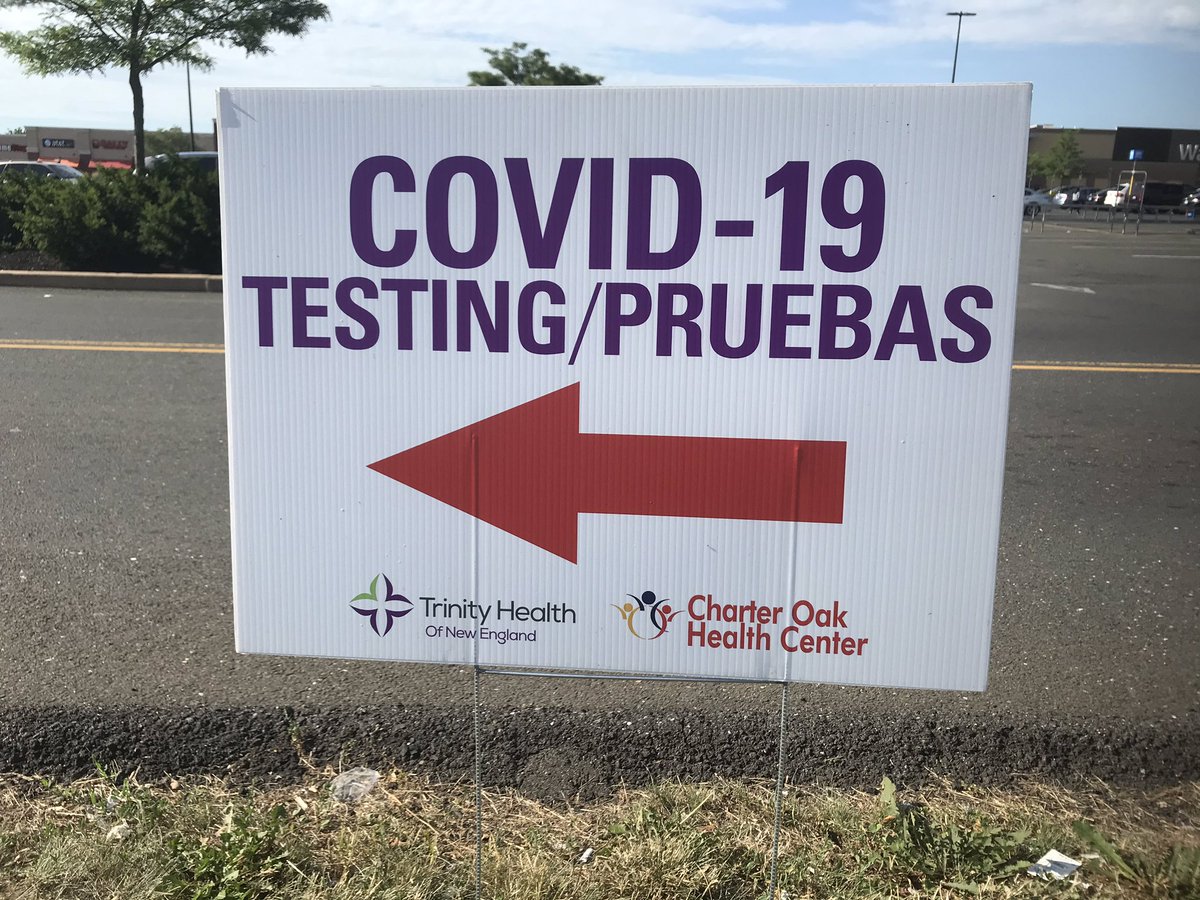 COVID-19
TESTING/PRUEBAS
Trinity Health
Of New England
Charter Oak
Health Center